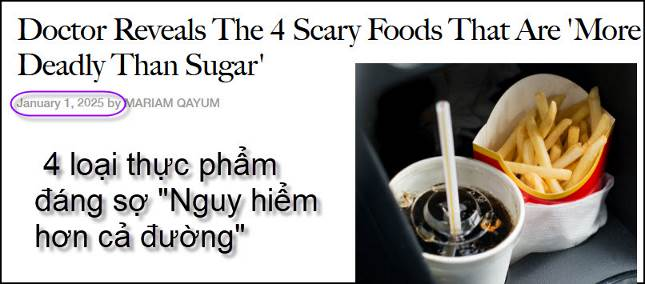 Doctor Reveals The 4 Scary Foods That Are 'More
Deadly Than Sugar'
January 1, 2025 by MARIAM QAYUM
4 loại thực phẩm
đáng sợ "Nguy hiểm
hơn cả đường"